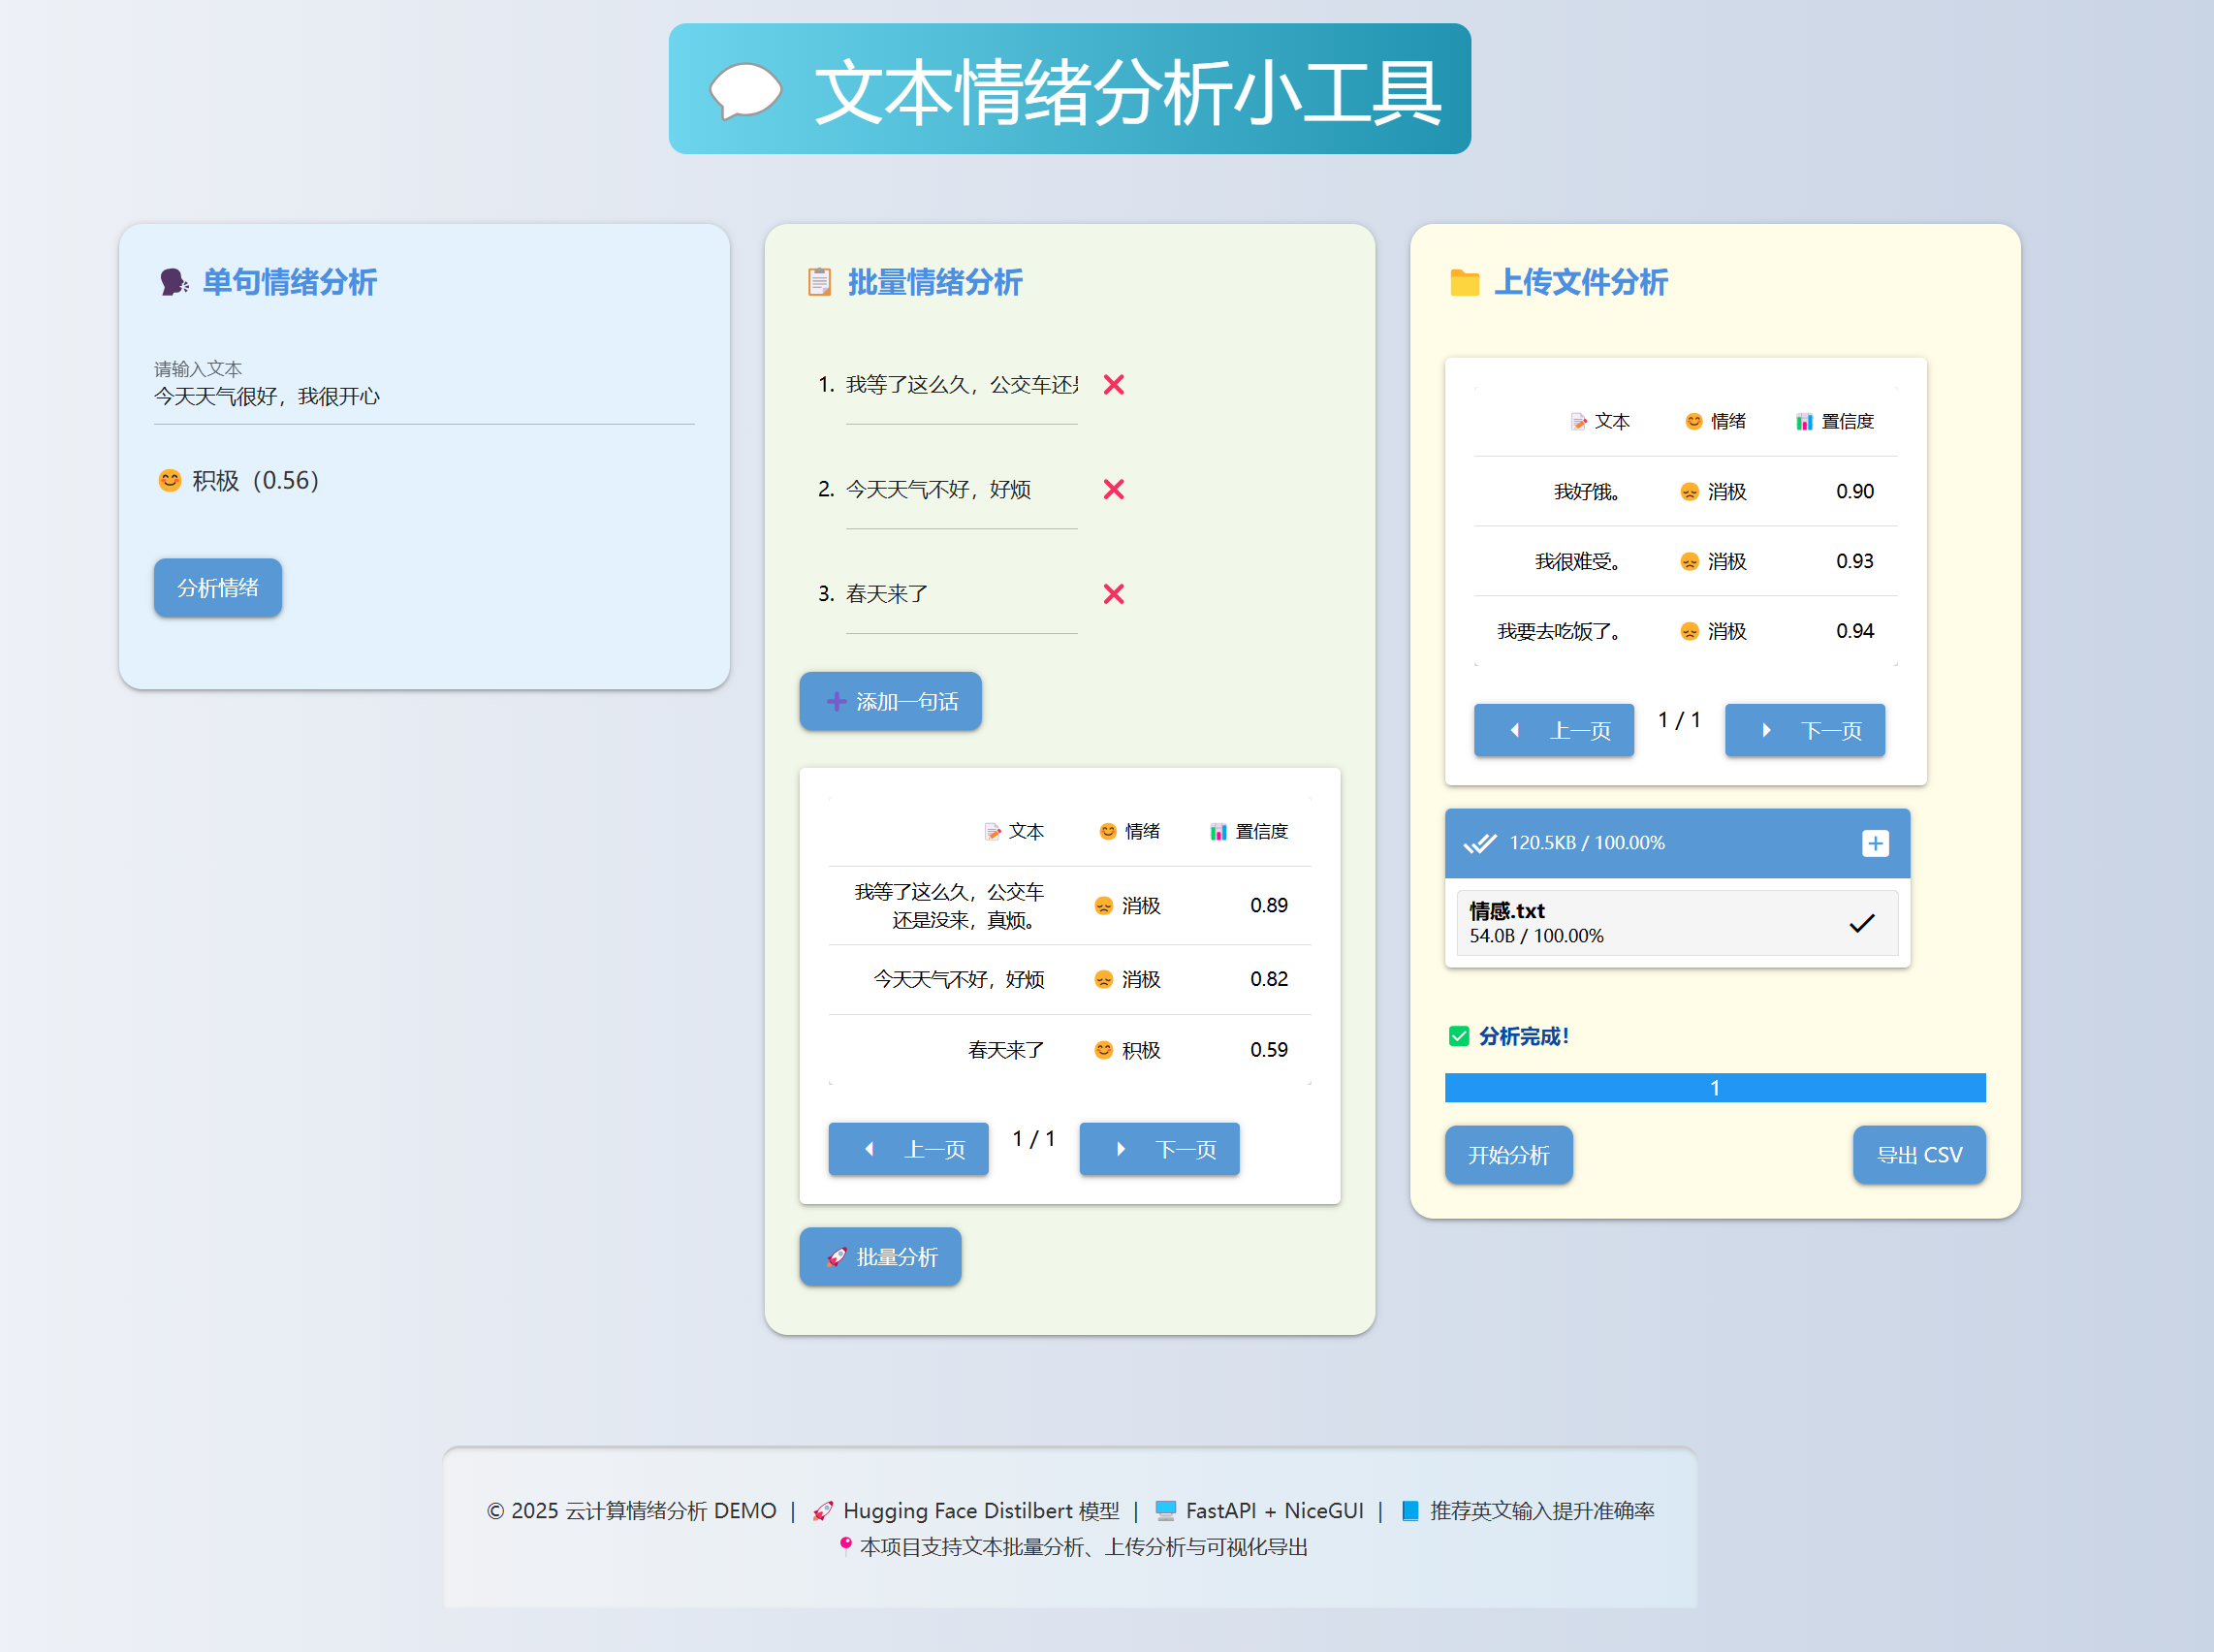 文本情绪分析小工具
单句情绪分析
请输入文本
今天天气很好，我很开心
积极（0.56）
分析情绪
批量情绪分析
1. 我等了这么久，公交车还
2. 今天天气不好，好烦
3. 春天来了
添加一句话
文本 情绪 置信度
我等了这么久，公交车
还是没来，真烦。 消极 0.89
今天天气不好，好烦 消极 0.82
春天来了 积极 0.59
上一页 1 / 1 下一页
批量分析
上传文件分析
文本 情绪 置信度
我好饿。 消极 0.90
我很难受。 消极 0.93
我要去吃饭了。 消极 0.94
上一页 1 / 1 下一页
120.5KB / 100.00%
情感.txt
54.0B / 100.00%
分析完成！
1
开始分析 导出 CSV
© 2025 云计算情绪分析 DEMO | Hugging Face Distilbert 模型 | FastAPI + NiceGUI | 推荐英文输入提升准确率
本项目支持文本批量分析、上传分析与可视化导出